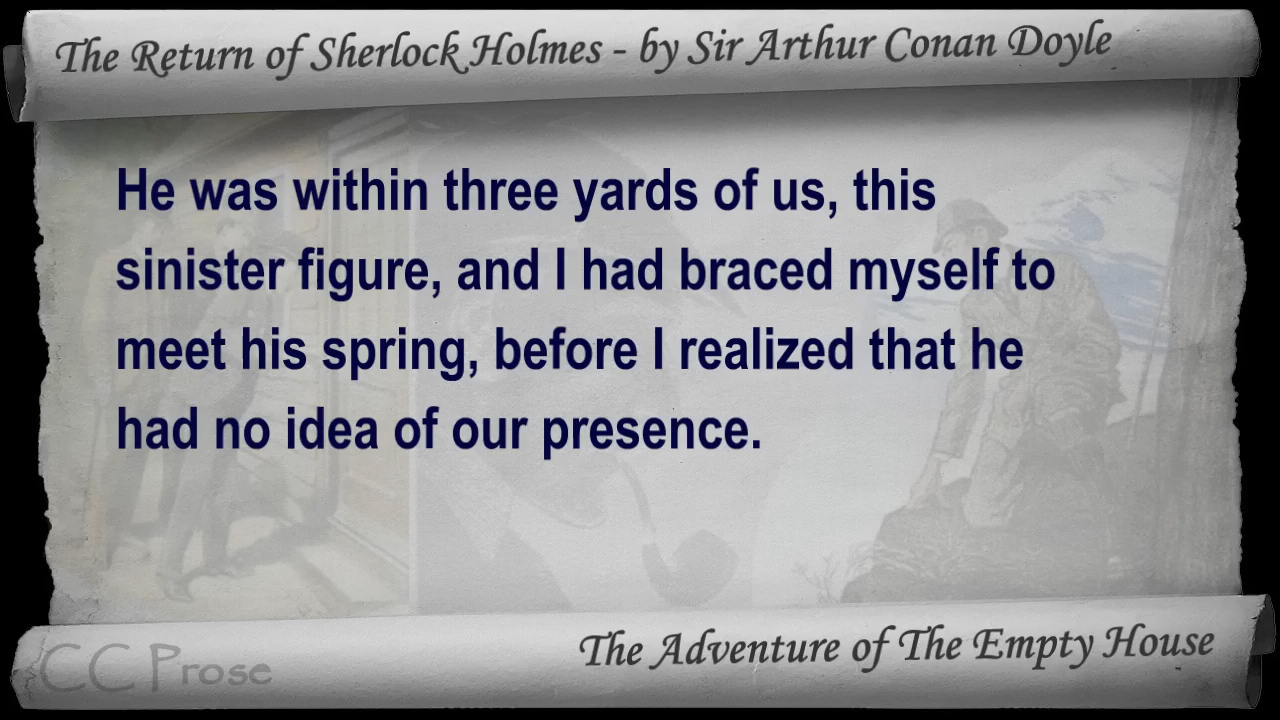 The Return of Sherlock Holmes - by Sir Arthur Conan Doyle
He was within three yards of us, this
sinister figure, and I had braced myself to
meet his spring, before I realized that he
had no idea of our presence.
The Adventure of The Empty House
CC Prose